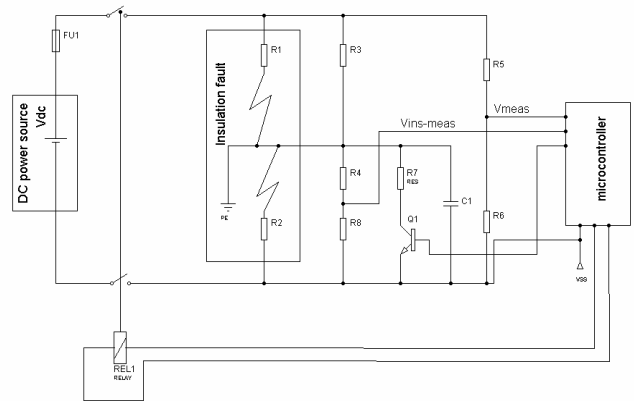 FU1
DC power source
Vdc
Insulation fault
R1
R3
R5
Vmeas
Vins-meas
microcontroller
R4
R7
RES
C1
PE
R2
R8
Q1
R6
VSS
REL1
RELAY